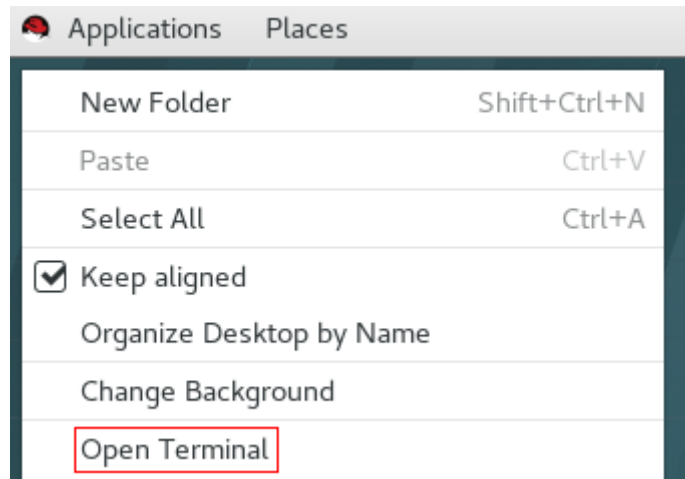 Applications Places
New Folder Shift+Ctrl+N
Paste Ctrl+V
Select All Ctrl+A
Keep aligned
Organize Desktop by Name
Change Background
Open Terminal